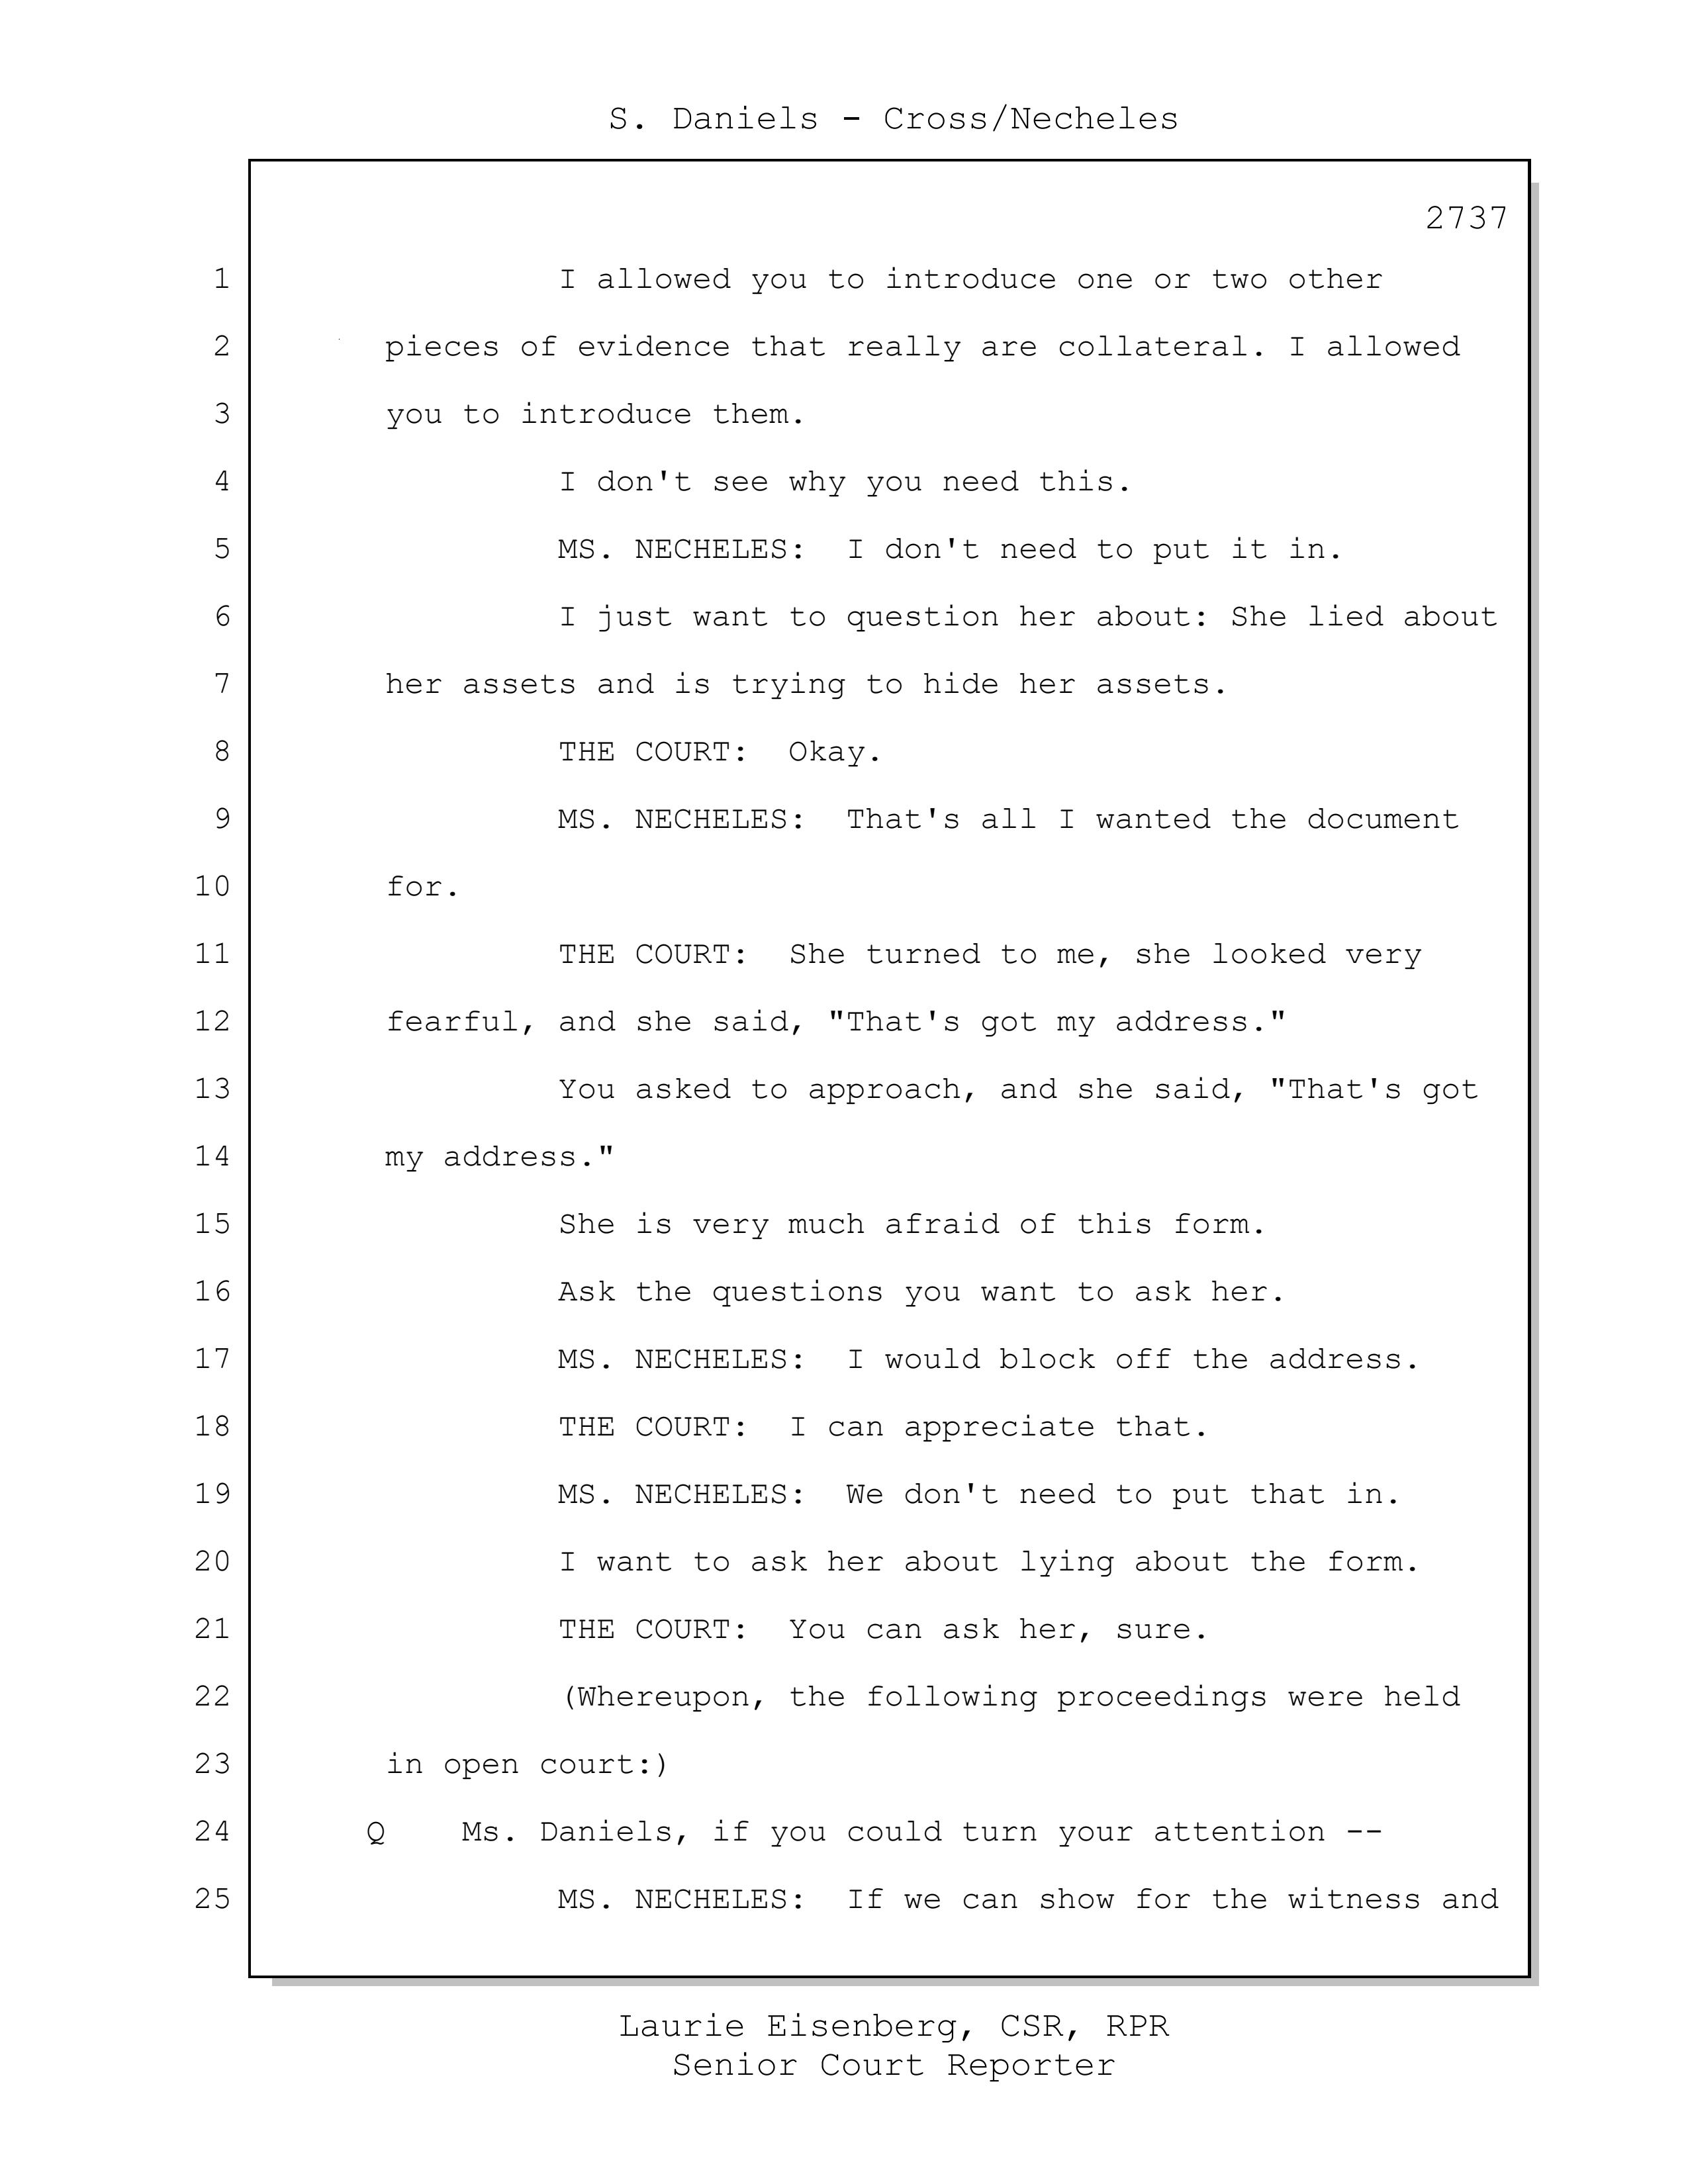 S. Daniels - Cross/Necheles
2737
1 I allowed you to introduce one or two other
2 pieces of evidence that really are collateral. I allowed
3 you to introduce them.
4 I don't see why you need this.
5 MS. NECHELES: I don't need to put it in.
6 I just want to question her about: She lied about
7 her assets and is trying to hide her assets.
8 THE COURT: Okay.
9 MS. NECHELES: That's all I wanted the document
10 for.
11 THE COURT: She turned to me, she looked very
12 fearful, and she said, "That's got my address."
13 You asked to approach, and she said, "That's got
14 my address."
15 She is very much afraid of this form.
16 Ask the questions you want to ask her.
17 MS. NECHELES: I would block off the address.
18 THE COURT: I can appreciate that.
19 MS. NECHELES: We don't need to put that in.
20 I want to ask her about lying about the form.
21 THE COURT: You can ask her, sure.
22 (Whereupon, the following proceedings were held
23 in open court:)
24 Q Ms. Daniels, if you could turn your attention --
25 MS. NECHELES: If we can show for the witness and
Laurie Eisenberg, CSR, RPR
Senior Court Reporter